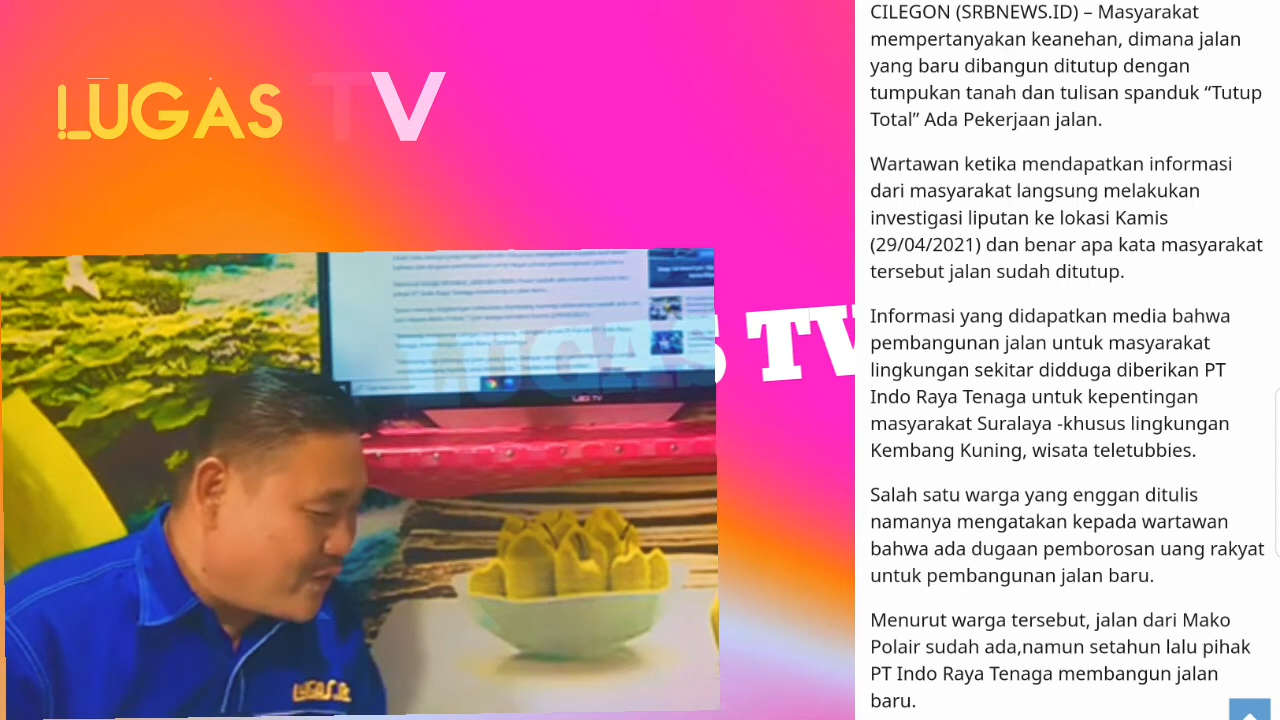 LUGAS TV
LUGAS TV
LED TV
LUGAS
CILEGON (SRBNEWS.ID) – Masyarakat
mempertanyakan keanehan, dimana jalan
yang baru dibangun ditutup dengan
tumpukan tanah dan tulisan spanduk “Tutup
Total” Ada Pekerjaan jalan.
Wartawan ketika mendapatkan informasi
dari masyarakat langsung melakukan
investigasi liputan ke lokasi Kamis
(29/04/2021) dan benar apa kata masyarakat
tersebut jalan sudah ditutup.
Informasi yang didapatkan media bahwa
pembangunan jalan untuk masyarakat
lingkungan sekitar didduga diberikan PT
Indo Raya Tenaga untuk kepentingan
masyarakat Suralaya -khusus lingkungan
Kembang Kuning, wisata teletubbies.
Salah satu warga yang enggan ditulis
namanya mengatakan kepada wartawan
bahwa ada dugaan pemborosan uang rakyat
untuk pembangunan jalan baru.
Menurut warga tersebut, jalan dari Mako
Polair sudah ada,namun setahun lalu pihak
PT Indo Raya Tenaga membangun jalan
baru.